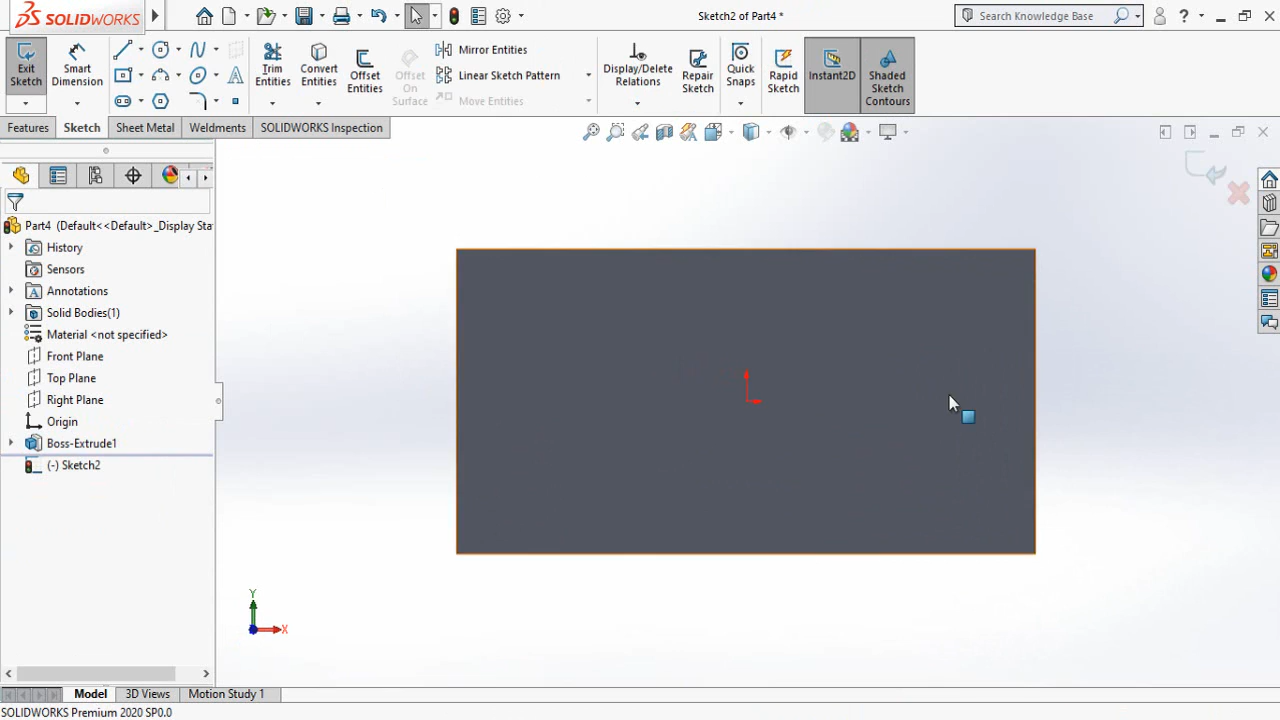 SOLIDWORKS
Sketch2 of Part4 *
Search Knowledge Base
?
Exit Sketch
Smart Dimension
Trim Entities
Convert Entities
Offset Entities
Offset On Surface
Mirror Entities
Linear Sketch Pattern
Move Entities
Display/Delete Relations
Repair Sketch
Quick Snaps
Rapid Sketch
Instant2D
Shaded Sketch Contours
Features
Sketch
Sheet Metal
Weldments
SOLIDWORKS Inspection
Part4 (Default<<Default>_Display Sta
History
Sensors
Annotations
Solid Bodies(1)
Material <not specified>
Front Plane
Top Plane
Right Plane
Origin
Boss-Extrude1
(-) Sketch2
Y
X
Model
3D Views
Motion Study 1
SOLIDWORKS Premium 2020 SP0.0